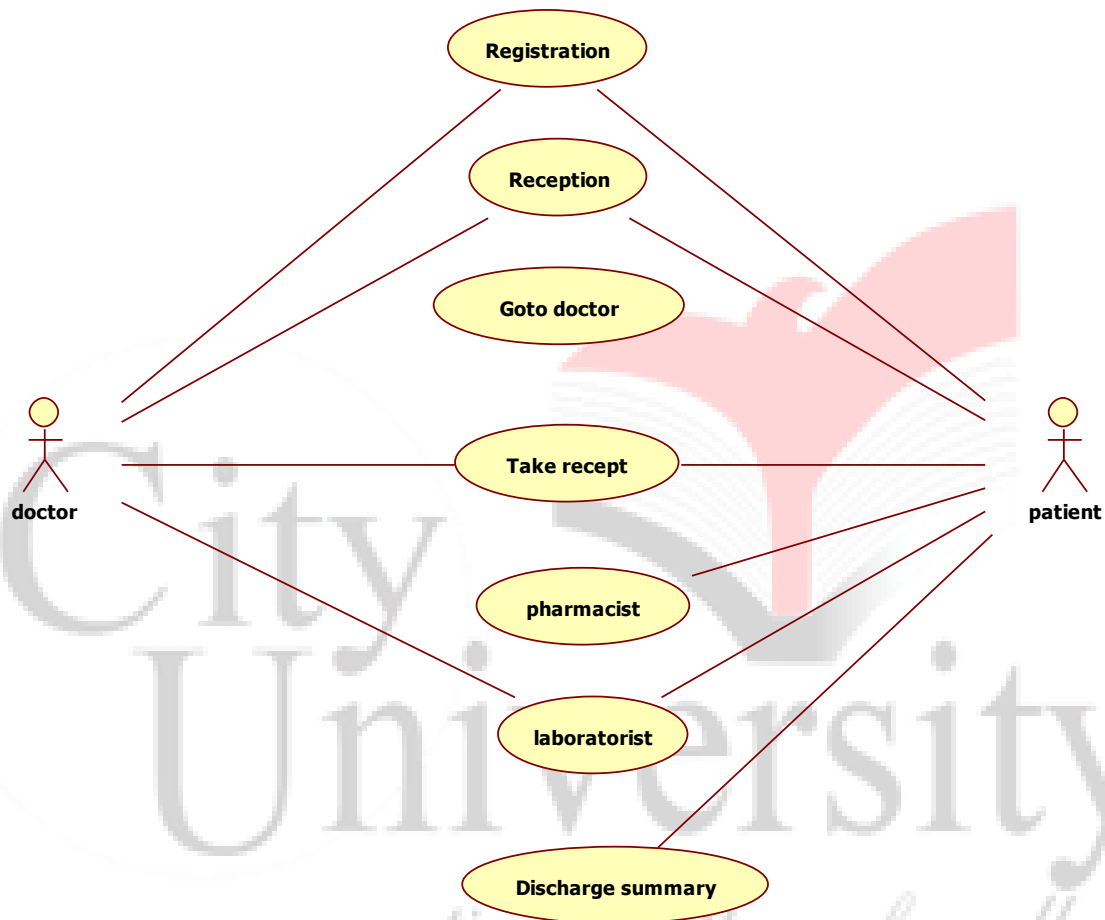 Registration
Reception
Goto doctor
Take recept
doctor
patient
pharmacist
laboratorist
Discharge summary
City
University